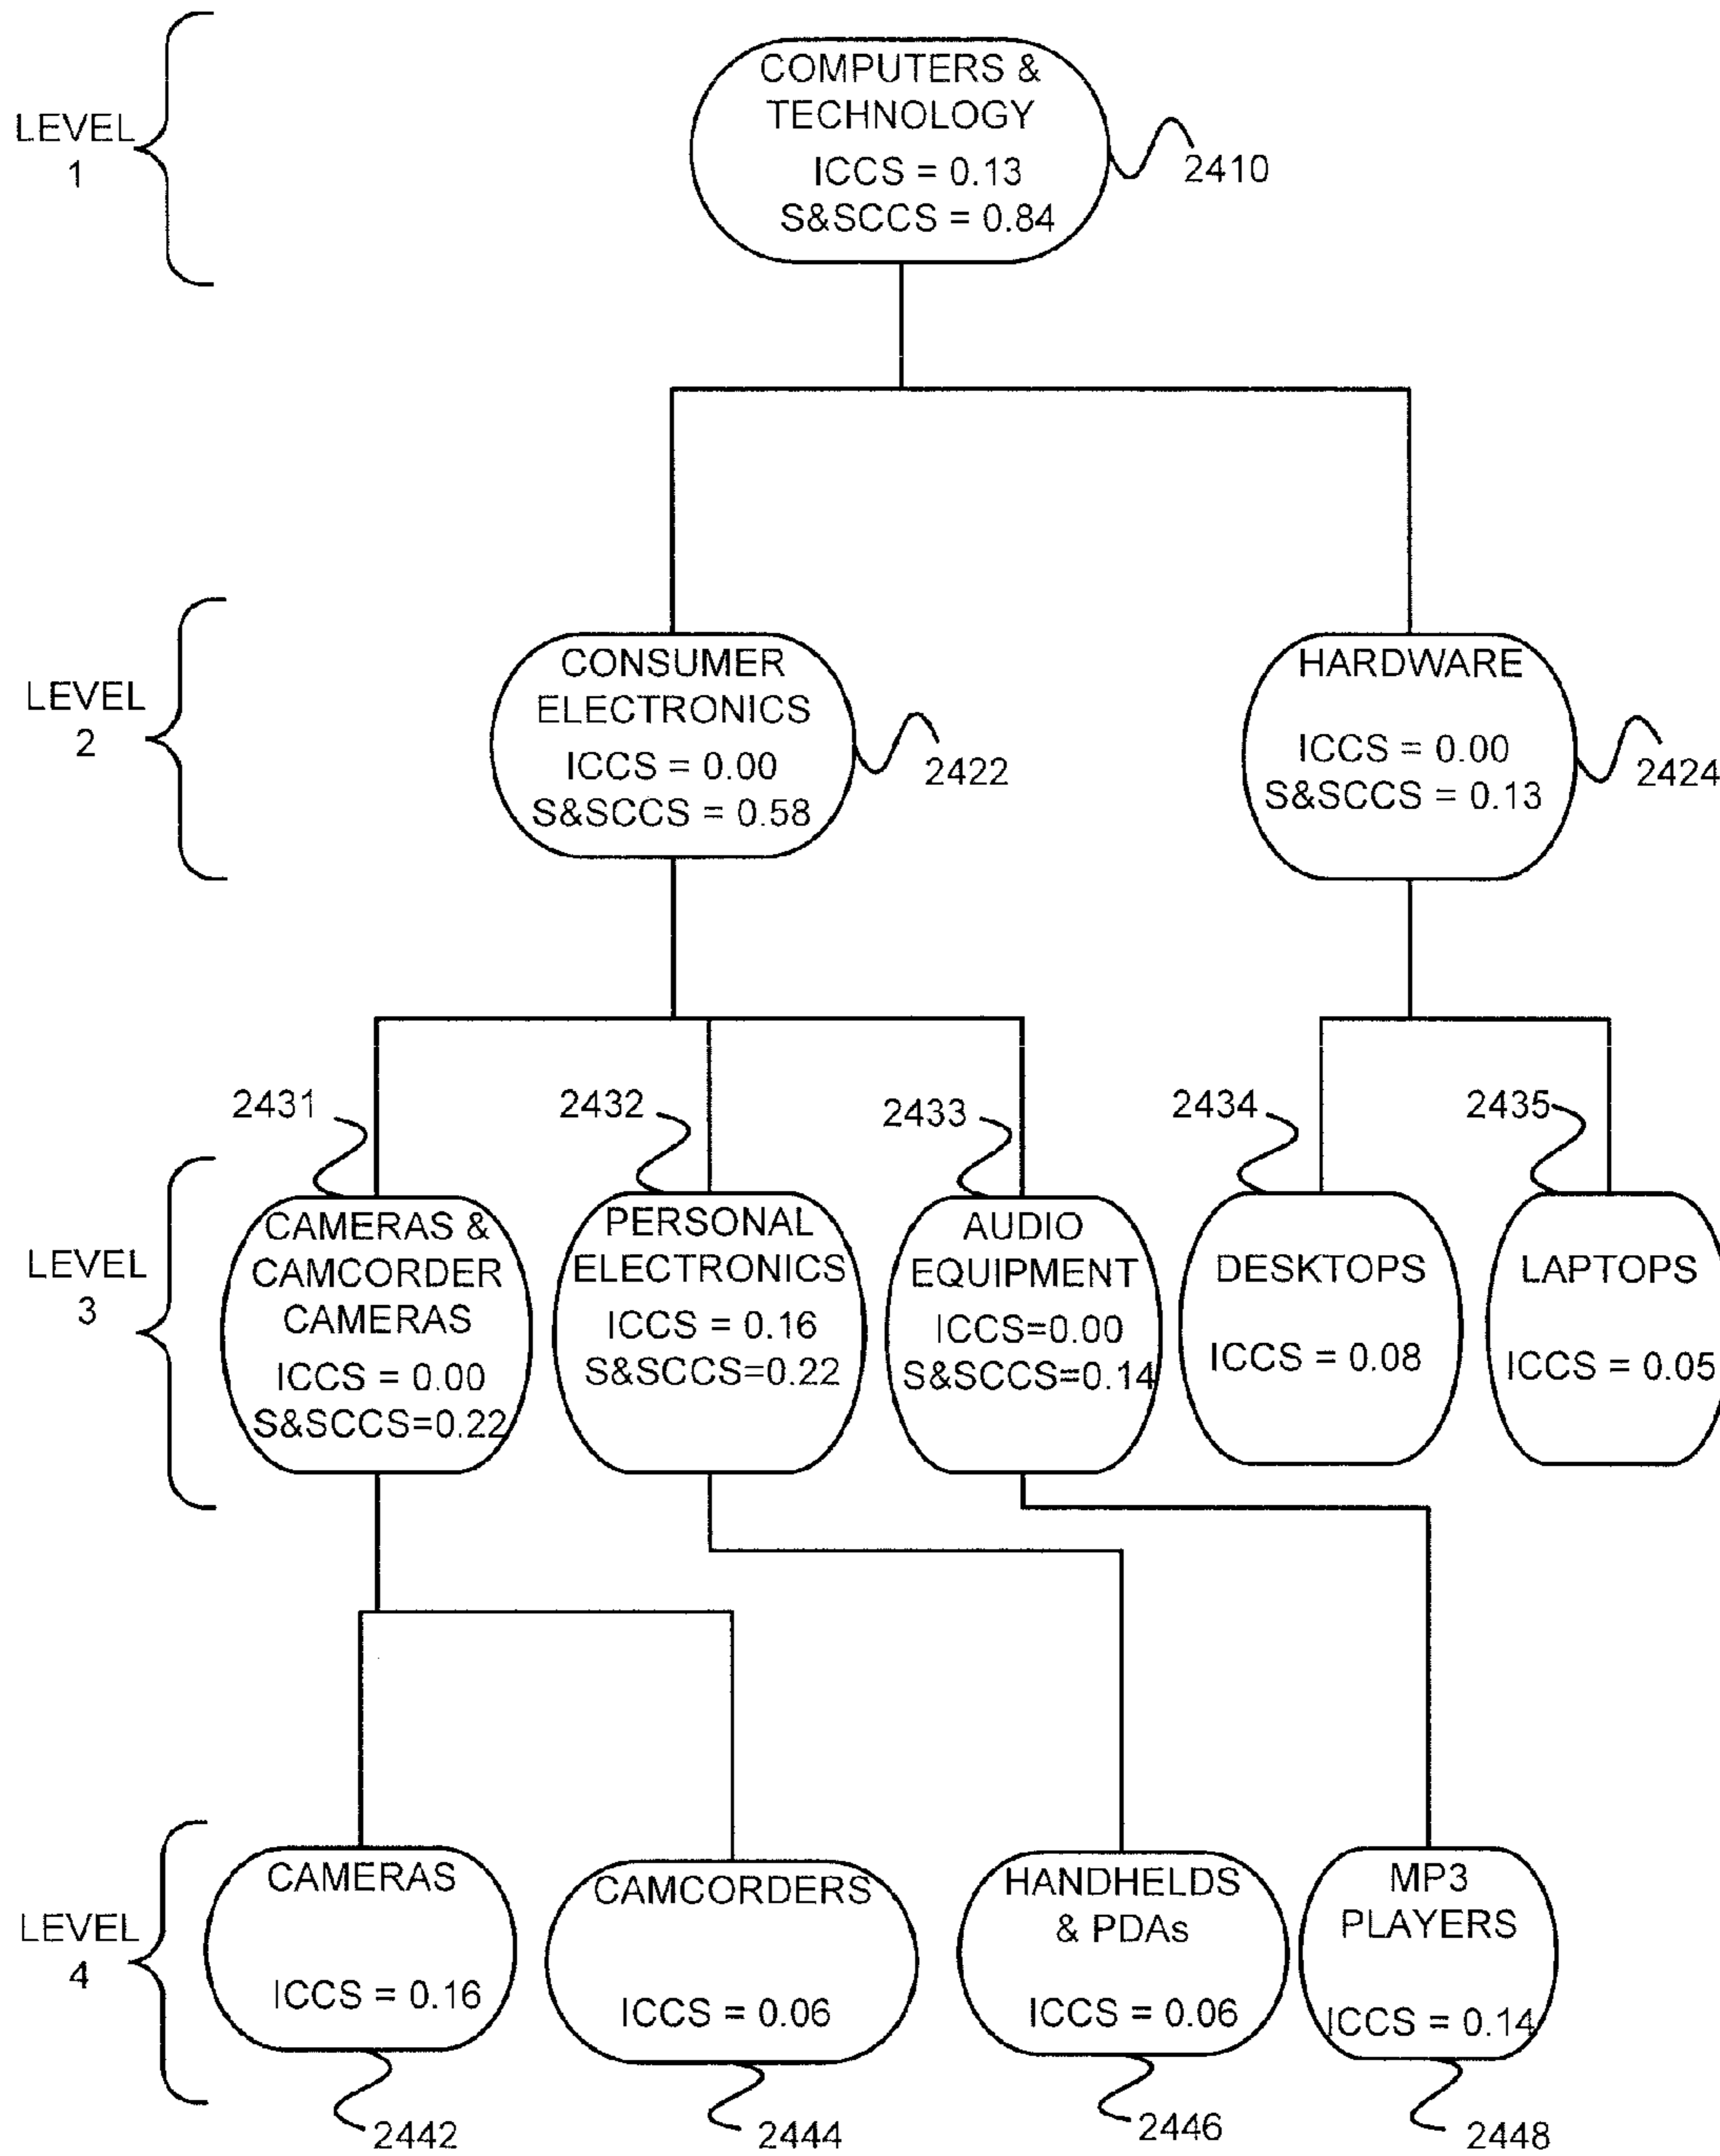 COMPUTERS &
TECHNOLOGY
ICCS = 0.13
S&SCCS = 0.84
2410
LEVEL
1
CONSUMER
ELECTRONICS
ICCS = 0.00
S&SCCS = 0.58
2422
HARDWARE
ICCS = 0.00
S&SCCS = 0.13
2424
LEVEL
2
2431
2432
2433
2434
2435
LEVEL
3
CAMERAS &
CAMCORDER
CAMERAS
ICCS = 0.00
S&SCCS=0.22
PERSONAL
ELECTRONICS
ICCS = 0.16
S&SCCS=0.22
AUDIO
EQUIPMENT
ICCS=0.00
S&SCCS=0.14
DESKTOPS
ICCS = 0.08
LAPTOPS
ICCS = 0.05
LEVEL
4
CAMERAS
ICCS = 0.16
CAMCORDERS
ICCS = 0.06
HANDHELDS
& PDAs
ICCS = 0.06
MP3
PLAYERS
ICCS = 0.14
2442
2444
2446
2448